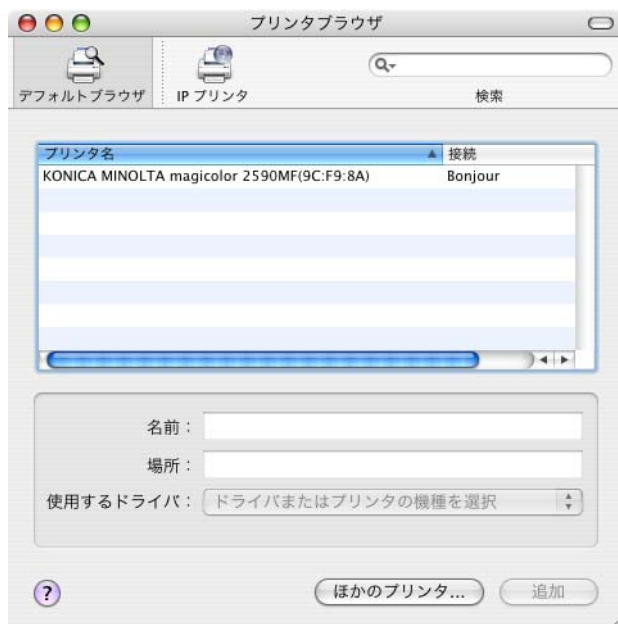 プリンタブラウザ
デフォルトブラウザ
IP プリンタ
検索
プリンタ名 接続
KONICA MINOLTA magicolor 2590MF(9C:F9:8A) Bonjour
名前：
場所：
使用するドライバ： ドライバまたはプリンタの機種を選択
? ほかのプリンタ... 追加